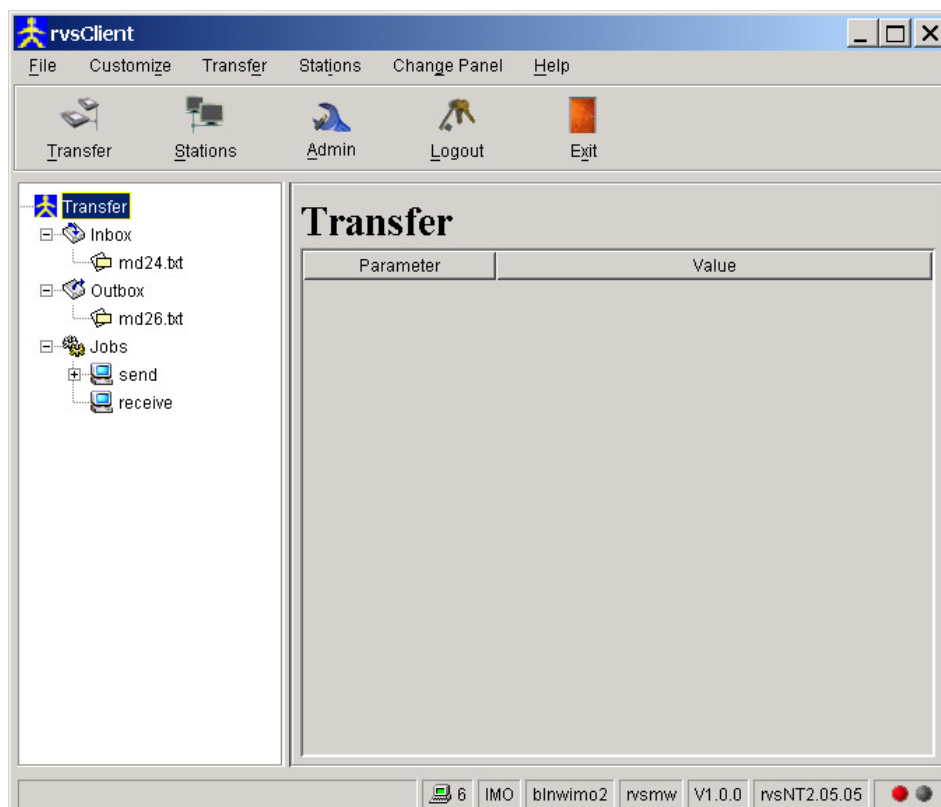 rvsClient
File Customize Transfer Stations Change Panel Help
Transfer Stations Admin Logout Exit
Transfer
Inbox
md24.txt
Outbox
md26.txt
Jobs
send
receive
Transfer
Parameter Value
6 IMO blnwimo2 rvsmw V1.0.0 rvsNT2.05.05